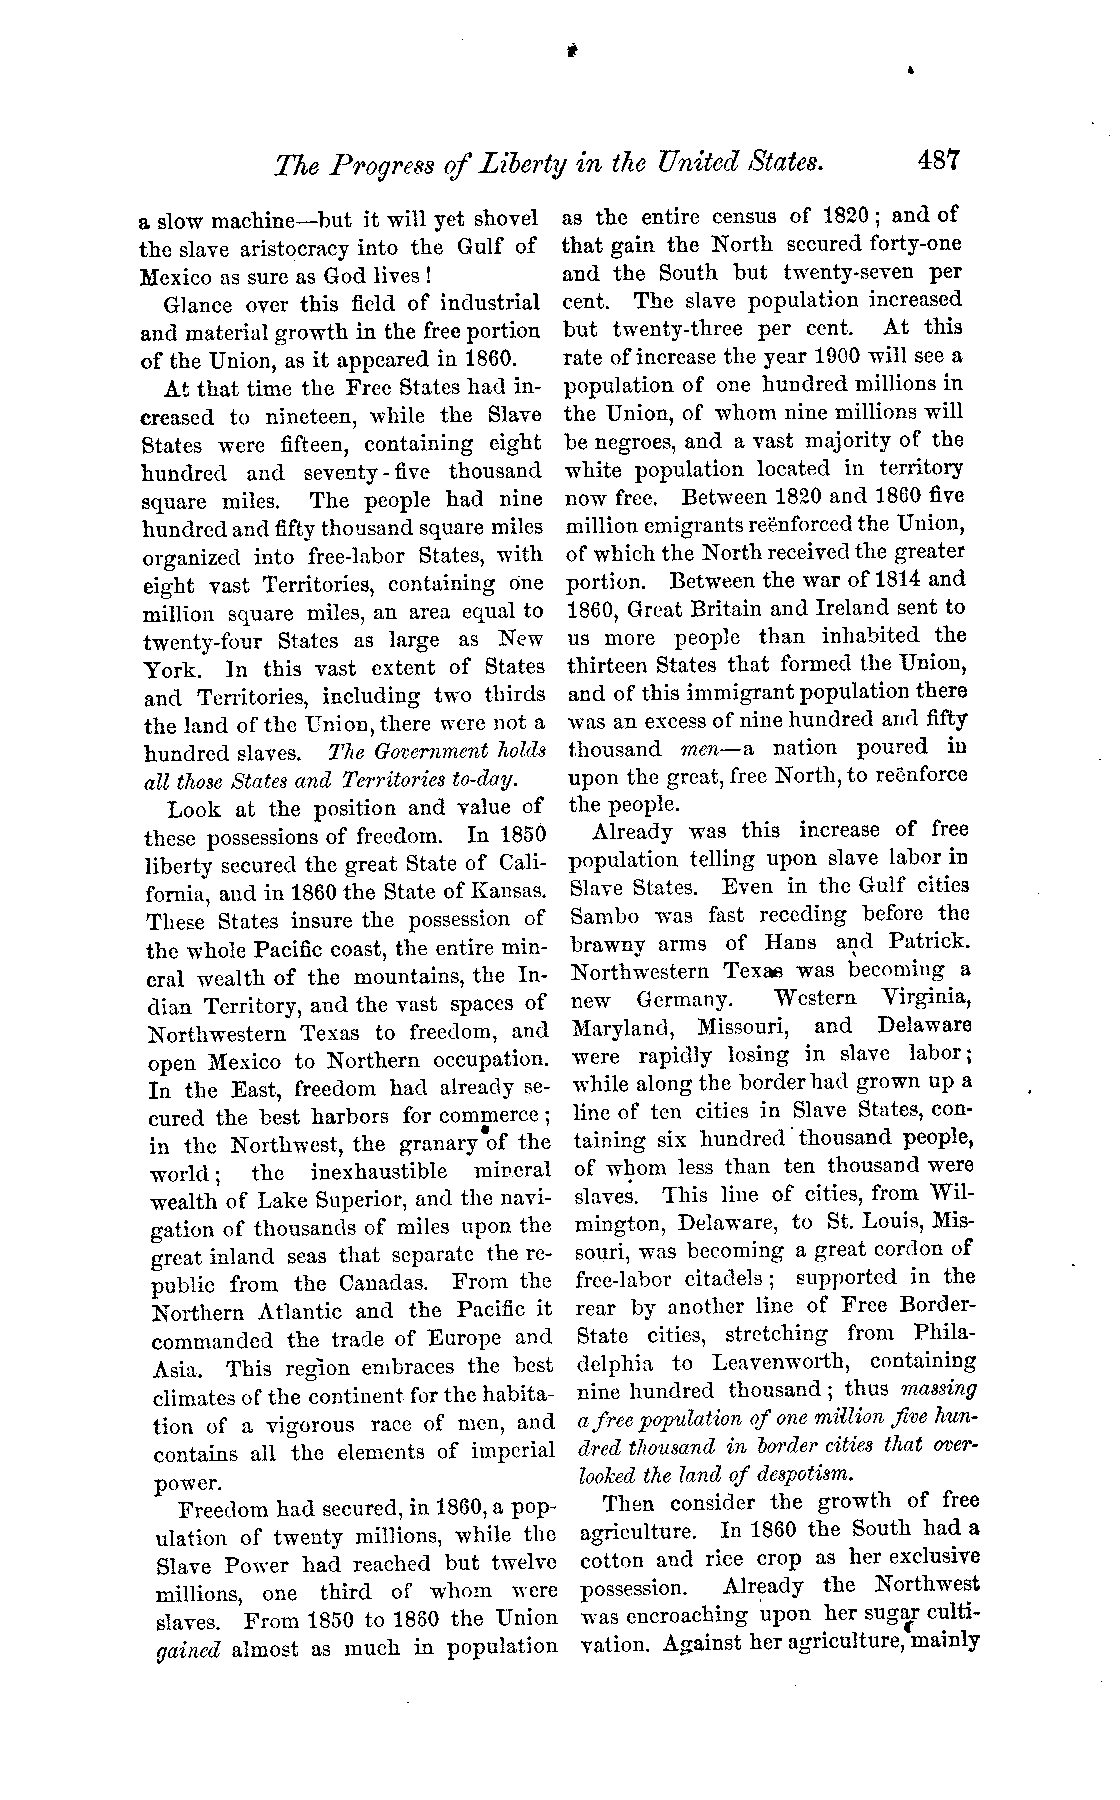 The Progress of Liberty in the United States. 487
a slow machine—but it will yet shovel
the slave aristocracy into the Gulf of
Mexico as sure as God lives !
Glance over this field of industrial
and material growth in the free portion
of the Union, as it appeared in 1860.
At that time the Free States had in-
creased to nineteen, while the Slave
States were fifteen, containing eight
hundred and seventy-five thousand
square miles. The people had nine
hundred and fifty thousand square miles
organized into free-labor States, with
eight vast Territories, containing one
million square miles, an area equal to
twenty-four States as large as New
York. In this vast extent of States
and Territories, including two thirds
the land of the Union, there were not a
hundred slaves. The Government holds
all those States and Territories to-day.
Look at the position and value of
these possessions of freedom. In 1850
liberty secured the great State of Cali-
fornia, and in 1860 the State of Kansas.
These States insure the possession of
the whole Pacific coast, the entire min-
eral wealth of the mountains, the In-
dian Territory, and the vast spaces of
Northwestern Texas to freedom, and
open Mexico to Northern occupation.
In the East, freedom had already se-
cured the best harbors for commerce ;
in the Northwest, the granary of the
world ; the inexhaustible mineral
wealth of Lake Superior, and the navi-
gation of thousands of miles upon the
great inland seas that separate the re-
public from the Canadas. From the
Northern Atlantic and the Pacific it
commanded the trade of Europe and
Asia. This region embraces the best
climates of the continent for the habita-
tion of a vigorous race of men, and
contains all the elements of imperial
power.
Freedom had secured, in 1860, a pop-
ulation of twenty millions, while the
Slave Power had reached but twelve
millions, one third of whom were
slaves. From 1850 to 1860 the Union
gained almost as much in population
as the entire census of 1820 ; and of
that gain the North secured forty-one
and the South but twenty-seven per
cent. The slave population increased
but twenty-three per cent. At this
rate of increase the year 1900 will see a
population of one hundred millions in
the Union, of whom nine millions will
be negroes, and a vast majority of the
white population located in territory
now free. Between 1820 and 1860 five
million emigrants reënforced the Union,
of which the North received the greater
portion. Between the war of 1814 and
1860, Great Britain and Ireland sent to
us more people than inhabited the
thirteen States that formed the Union,
and of this immigrant population there
was an excess of nine hundred and fifty
thousand men—a nation poured in
upon the great, free North, to reënforce
the people.
Already was this increase of free
population telling upon slave labor in
Slave States. Even in the Gulf cities
Sambo was fast receding before the
brawny arms of Hans and Patrick.
Northwestern Texas was becoming a
new Germany. Western Virginia,
Maryland, Missouri, and Delaware
were rapidly losing in slave labor;
while along the border had grown up a
line of ten cities in Slave States, con-
taining six hundred thousand people,
of whom less than ten thousand were
slaves. This line of cities, from Wil-
mington, Delaware, to St. Louis, Mis-
souri, was becoming a great cordon of
free-labor citadels ; supported in the
rear by another line of Free Border-
State cities, stretching from Phila-
delphia to Leavenworth, containing
nine hundred thousand ; thus massing
a free population of one million five hun-
dred thousand in border cities that over-
looked the land of despotism.
Then consider the growth of free
agriculture. In 1860 the South had a
cotton and rice crop as her exclusive
possession. Already the Northwest
was encroaching upon her sugar culti-
vation. Against her agriculture, mainly